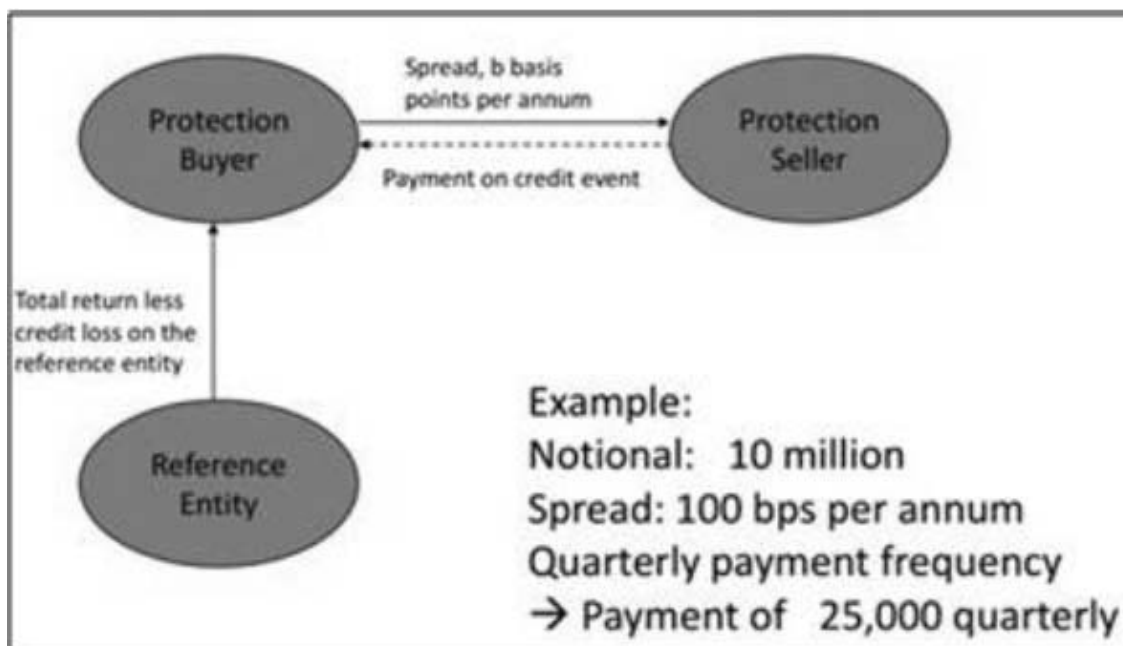 Spread, b basis
points per annum
Protection
Buyer
Protection
Seller
Payment on credit event
Total return less
credit loss on the
reference entity
Reference
Entity
Example:
Notional: 10 million
Spread: 100 bps per annum
Quarterly payment frequency
→ Payment of 25,000 quarterly